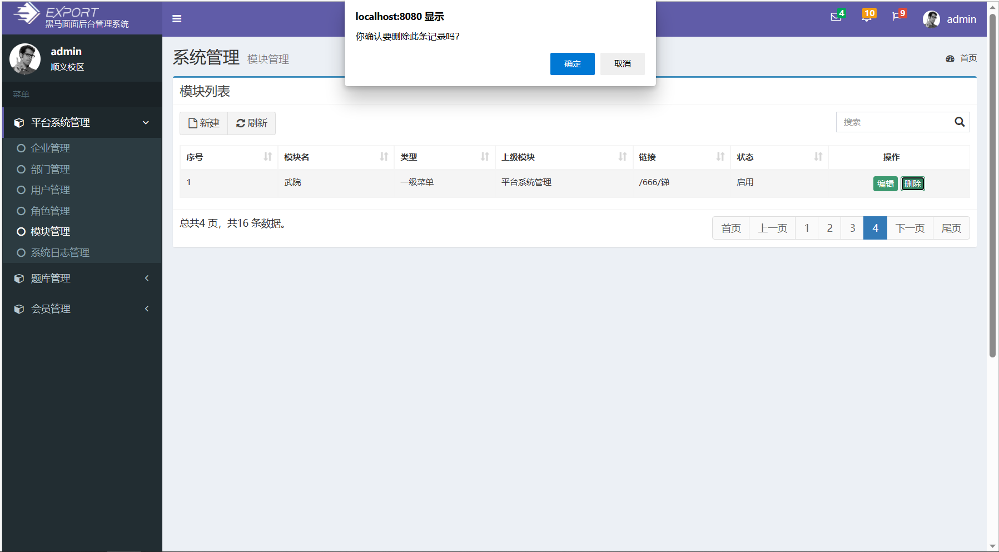 EXPORT
黑马面面后台管理系统
localhost:8080 显示
你确认要删除此条记录吗?
确定
取消
4
10
9
admin
admin
顺义校区
菜单
平台系统管理
企业管理
部门管理
用户管理
角色管理
模块管理
系统日志管理
题库管理
会员管理
系统管理 模块管理
首页
模块列表
新建
刷新
搜索
序号 模块名 类型 上级模块 链接 状态 操作
1 武院 一级菜单 平台系统管理 /666/锑 启用 编辑 删除
总共4 页，共16 条数据。
首页 上一页 1 2 3 4 下一页 尾页